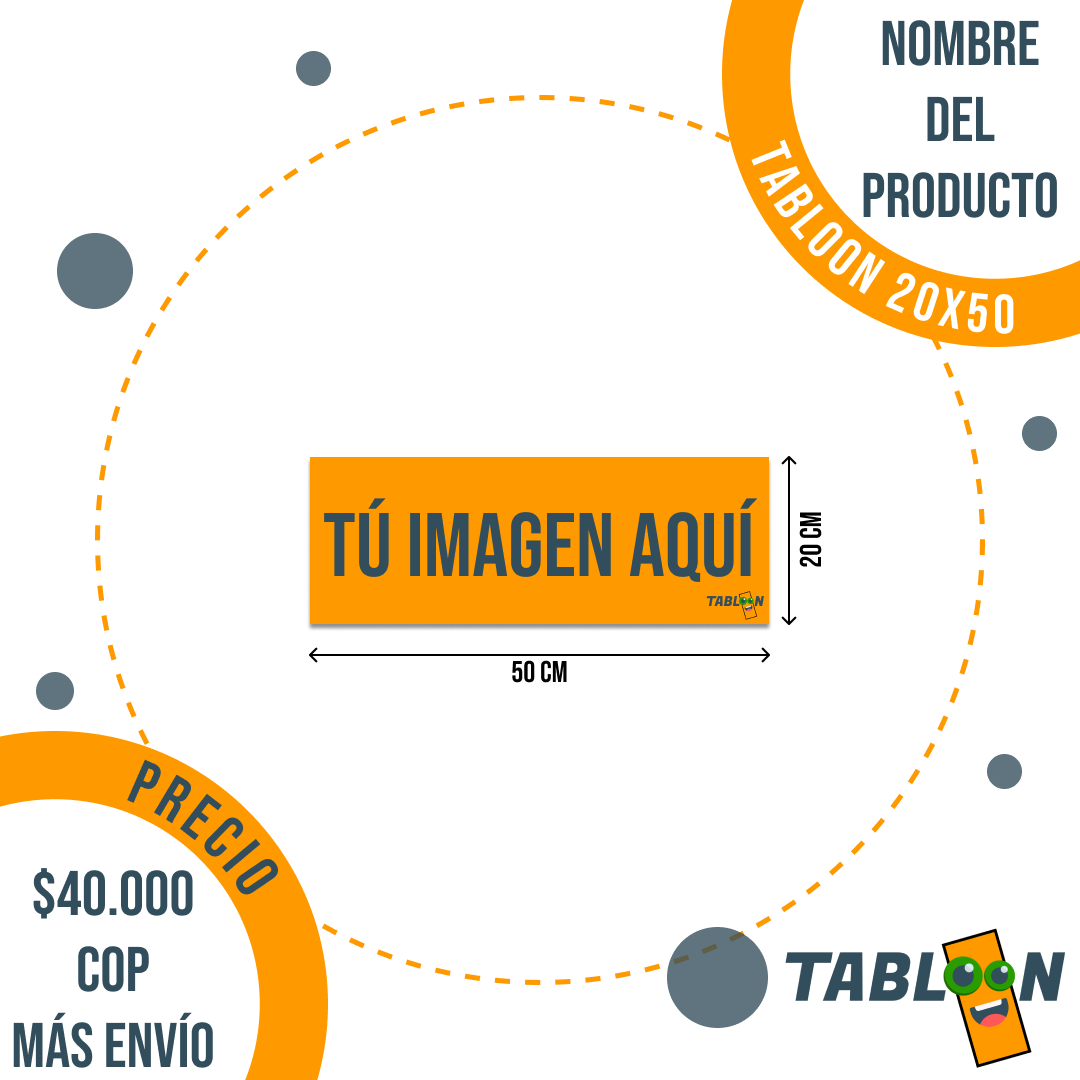 NOMBRE
DEL
PRODUCTO
TABLOON 20X50
TÚ IMAGEN AQUÍ
TABLOON
20 CM
50 CM
PRECIO
$40.000
COP
MÁS ENVÍO
TABLOON